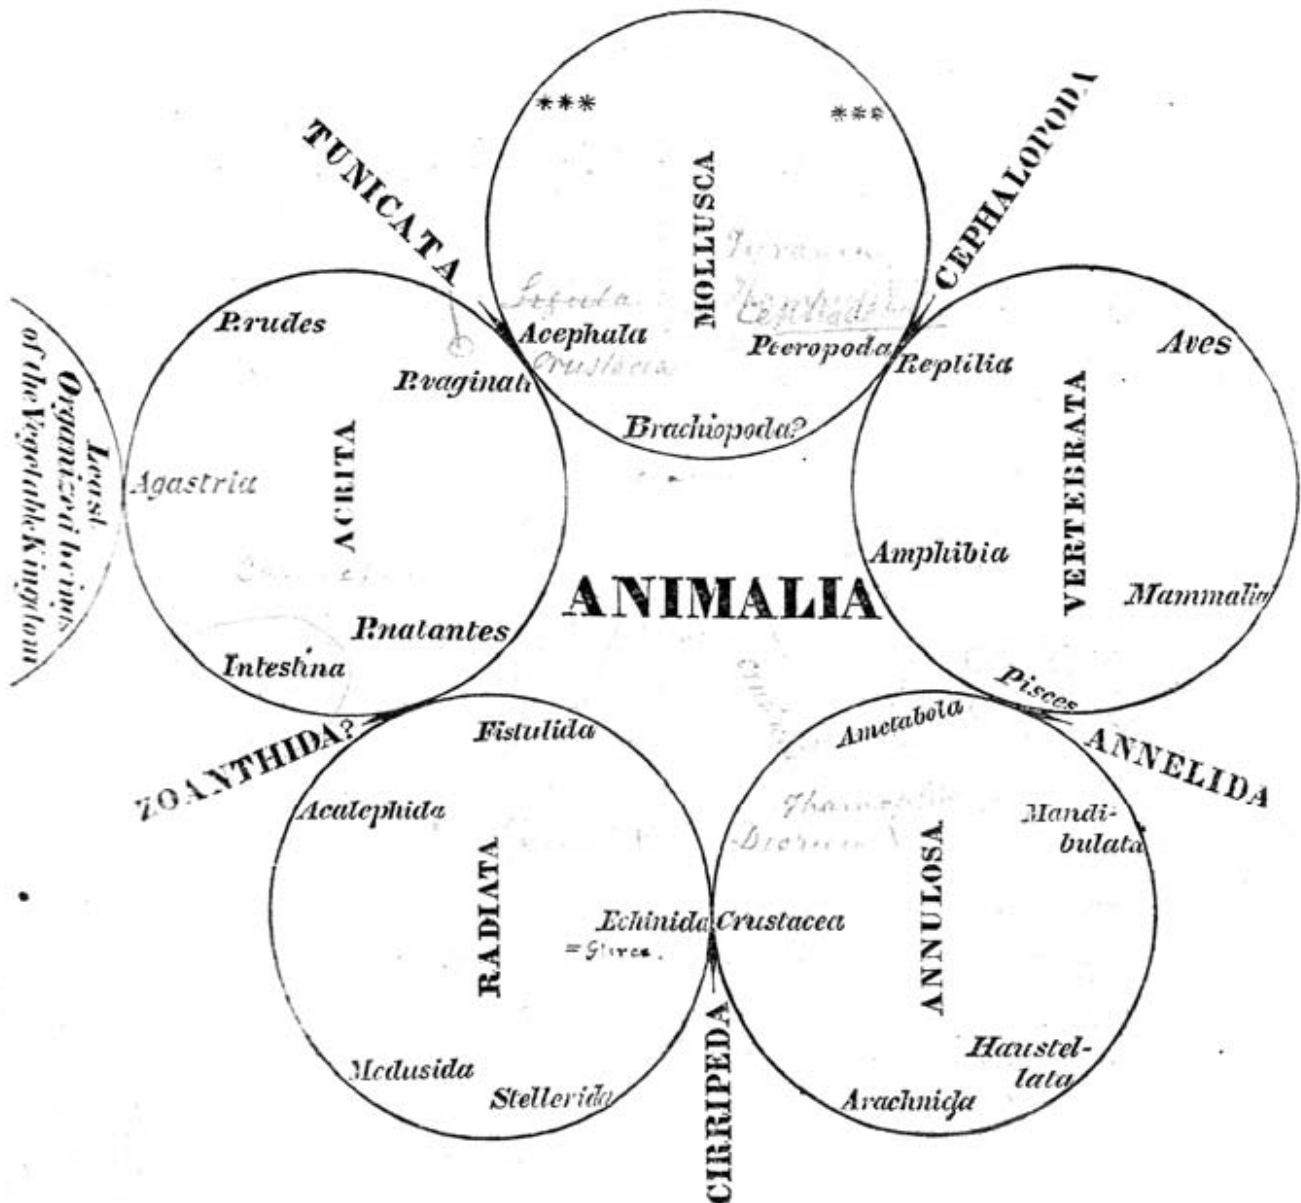 ***
***
TUNICATA
CEPHALOPODA
MOLLUSCA
Acephala
Crustacea
Pteropoda
Brachiopoda?
P.rudes
P.vaginati
ACRITA
Agastria
P.natantes
Intestina
Least
Organized beings
of the Vegetable Kingdom
Aves
Reptilia
VERTEBRATA
Amphibia
Mammalia
Pisces
ANIMALIA
ZOANTHIDA?
ANNELIDA
Fistulida
Acalephida
RADIATA
Echinida
Medusida
Stellerida
Ametabola
Mandi-
bulata
ANNULOSA
Crustacea
Haustel-
lata
Arachnida
CIRRIPEDA